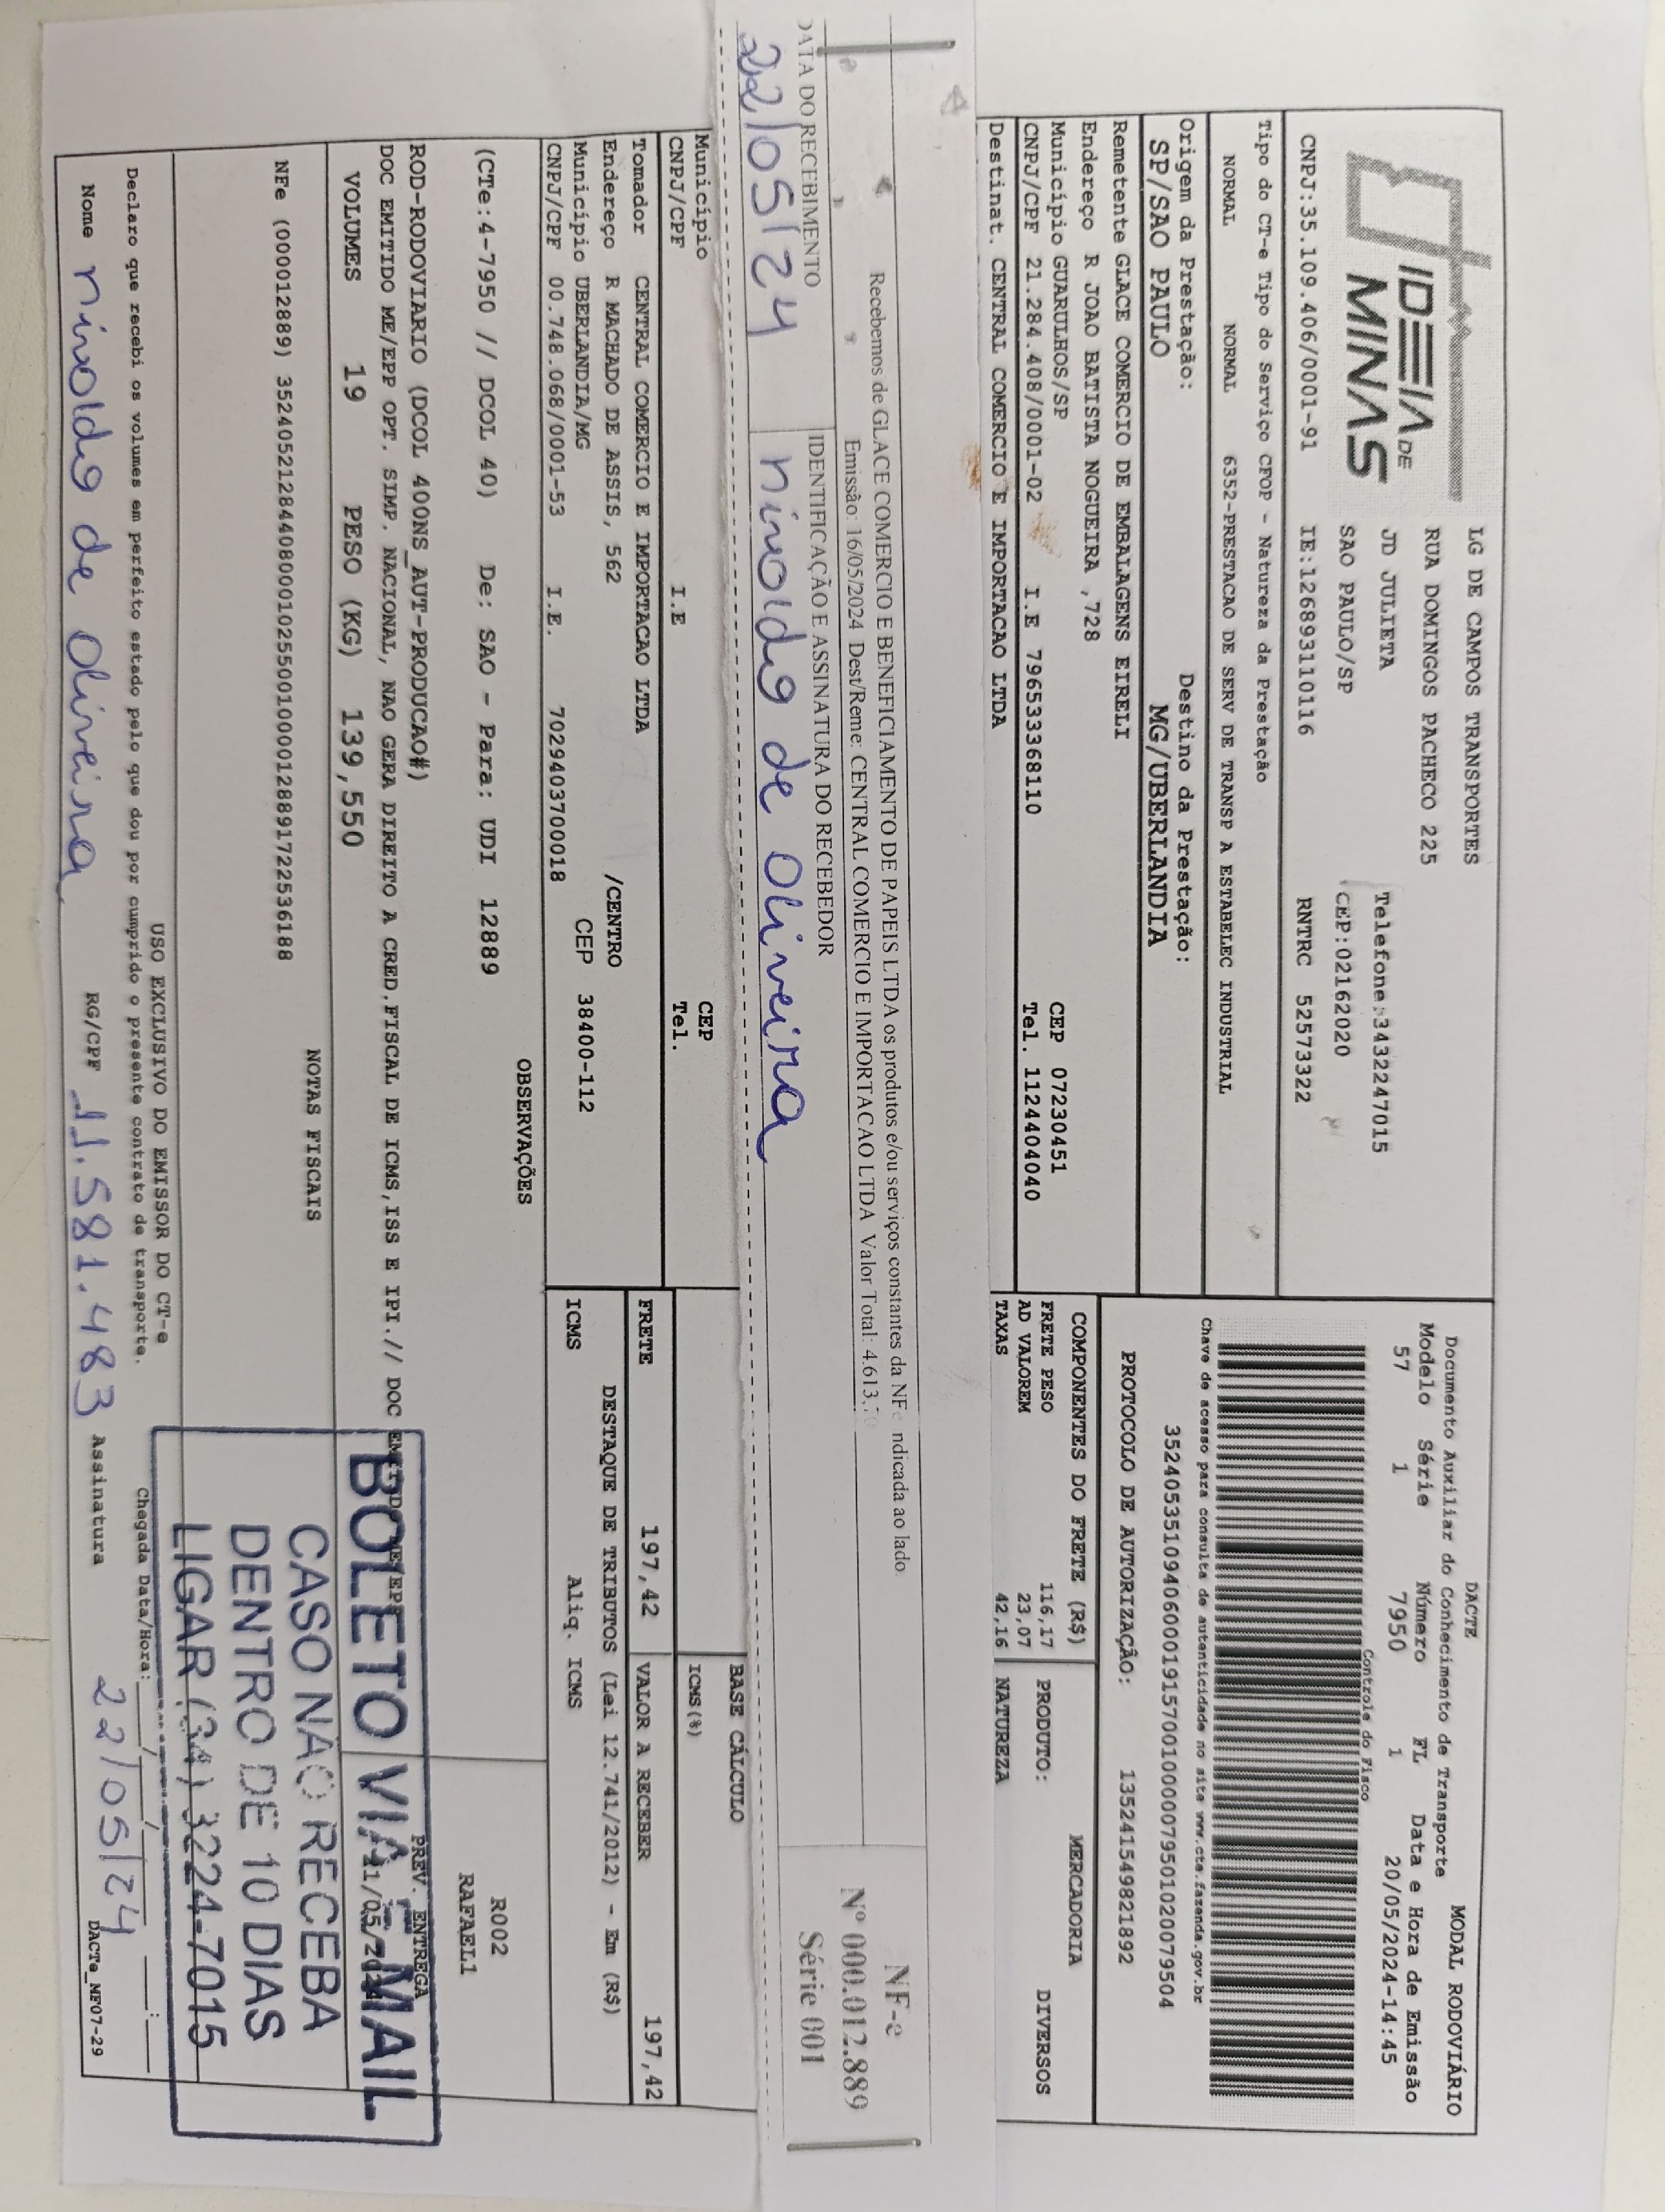 IDEIA DE
MINAS
LG DE CAMPOS TRANSPORTES
RUA DOMINGOS PACHECO 225
JD JULIETA
Telefone:3432247015
SAO PAULO/SP
CEP:02162020
CNPJ:35.109.406/0001-91 IE:126893110116 RNTRC 52573322
DACTE
Documento Auxiliar do Conhecimento de Transporte
MODAL RODOVIÁRIO
Modelo Série Número FL Data e Hora de Emissão
57 1 7950 1 20/05/2024-14:45
Controle do Fisco
Tipo do CT-e Tipo do Serviço CFOP - Natureza da Prestação
NORMAL NORMAL 6352-PRESTACAO DE SERV DE TRANSP A ESTABELEC INDUSTRIAL
Chave de acesso para consulta de autenticidade no site www.cte.fazenda.gov.br
35240535109406000191570010000079501020079504
Origem da Prestação: Destino da Prestação:
SP/SAO PAULO MG/UBERLANDIA
PROTOCOLO DE AUTORIZAÇÃO: 135241549821892
Remetente GLACE COMERCIO DE EMBALAGENS EIRELI
Endereço R JOAO BATISTA NOGUEIRA ,728
Município GUARULHOS/SP CEP 07230451
CNPJ/CPF 21.284.408/0001-02 I.E 796533368110 Tel. 1124404040
COMPONENTES DO FRETE (R$) MERCADORIA
FRETE PESO 116,17 PRODUTO: DIVERSOS
AD VALOREM 23,07
TAXAS 42,16 NATUREZA
Destinat. CENTRAL COMERCIO E IMPORTACAO LTDA
Recebemos de GLACE COMERCIO E BENEFICIAMENTO DE PAPEIS LTDA os produtos e/ou serviços constantes da NFe ndicada ao lado
Emissão: 16/05/2024 Dest/Reme: CENTRAL COMERCIO E IMPORTACAO LTDA Valor Total: 4.613,70
DATA DO RECEBIMENTO IDENTIFICAÇÃO E ASSINATURA DO RECEBEDOR
22/05/24 nivoldo de oliveira
NF-e
Nº 000.012.889
Série 001
Município CEP
CNPJ/CPF I.E Tel.
BASE CÁLCULO
ICMS(%)
Tomador CENTRAL COMERCIO E IMPORTACAO LTDA
Endereço R MACHADO DE ASSIS, 562 /CENTRO
Município UBERLANDIA/MG CEP 38400-112
CNPJ/CPF 00.748.068/0001-53 I.E. 7029403700018
FRETE 197,42 VALOR A RECEBER 197,42
DESTAQUE DE TRIBUTOS (Lei 12.741/2012) - Em (R$)
ICMS Aliq. ICMS
OBSERVAÇÕES
(CTe:4-7950 // DCOL 40) De: SAO - Para: UDI 12889
R002
RAFAEL1
ROD-RODOVIARIO (DCOL 400NS_AUT-PRODUCAO#)
DOC EMITIDO ME/EPP OPT. SIMP. NACIONAL, NAO GERA DIREITO A CRED.FISCAL DE ICMS,ISS E IPI.// DOC EMITIDO ME/EPP
PREV. ENTREGA
VOLUMES 19 PESO (KG) 139,550
BOLETO VIA E-MAIL
CASO NÃO RECEBA
DENTRO DE 10 DIAS
LIGAR (34) 3224-7015
NOTAS FISCAIS
NFe (000012889) 35240521284408000102550010000128891722536188
USO EXCLUSIVO DO EMISSOR DO CT-e
Declaro que recebi os volumes em perfeito estado pelo que dou por cumprido o presente contrato de transporte.
Chegada Data/Hora: ___/___/___ ___:___
22/05/24
Nome nivoldo de oliveira RG/CPF 11.581.483 Assinatura
DACTe_NF07-29